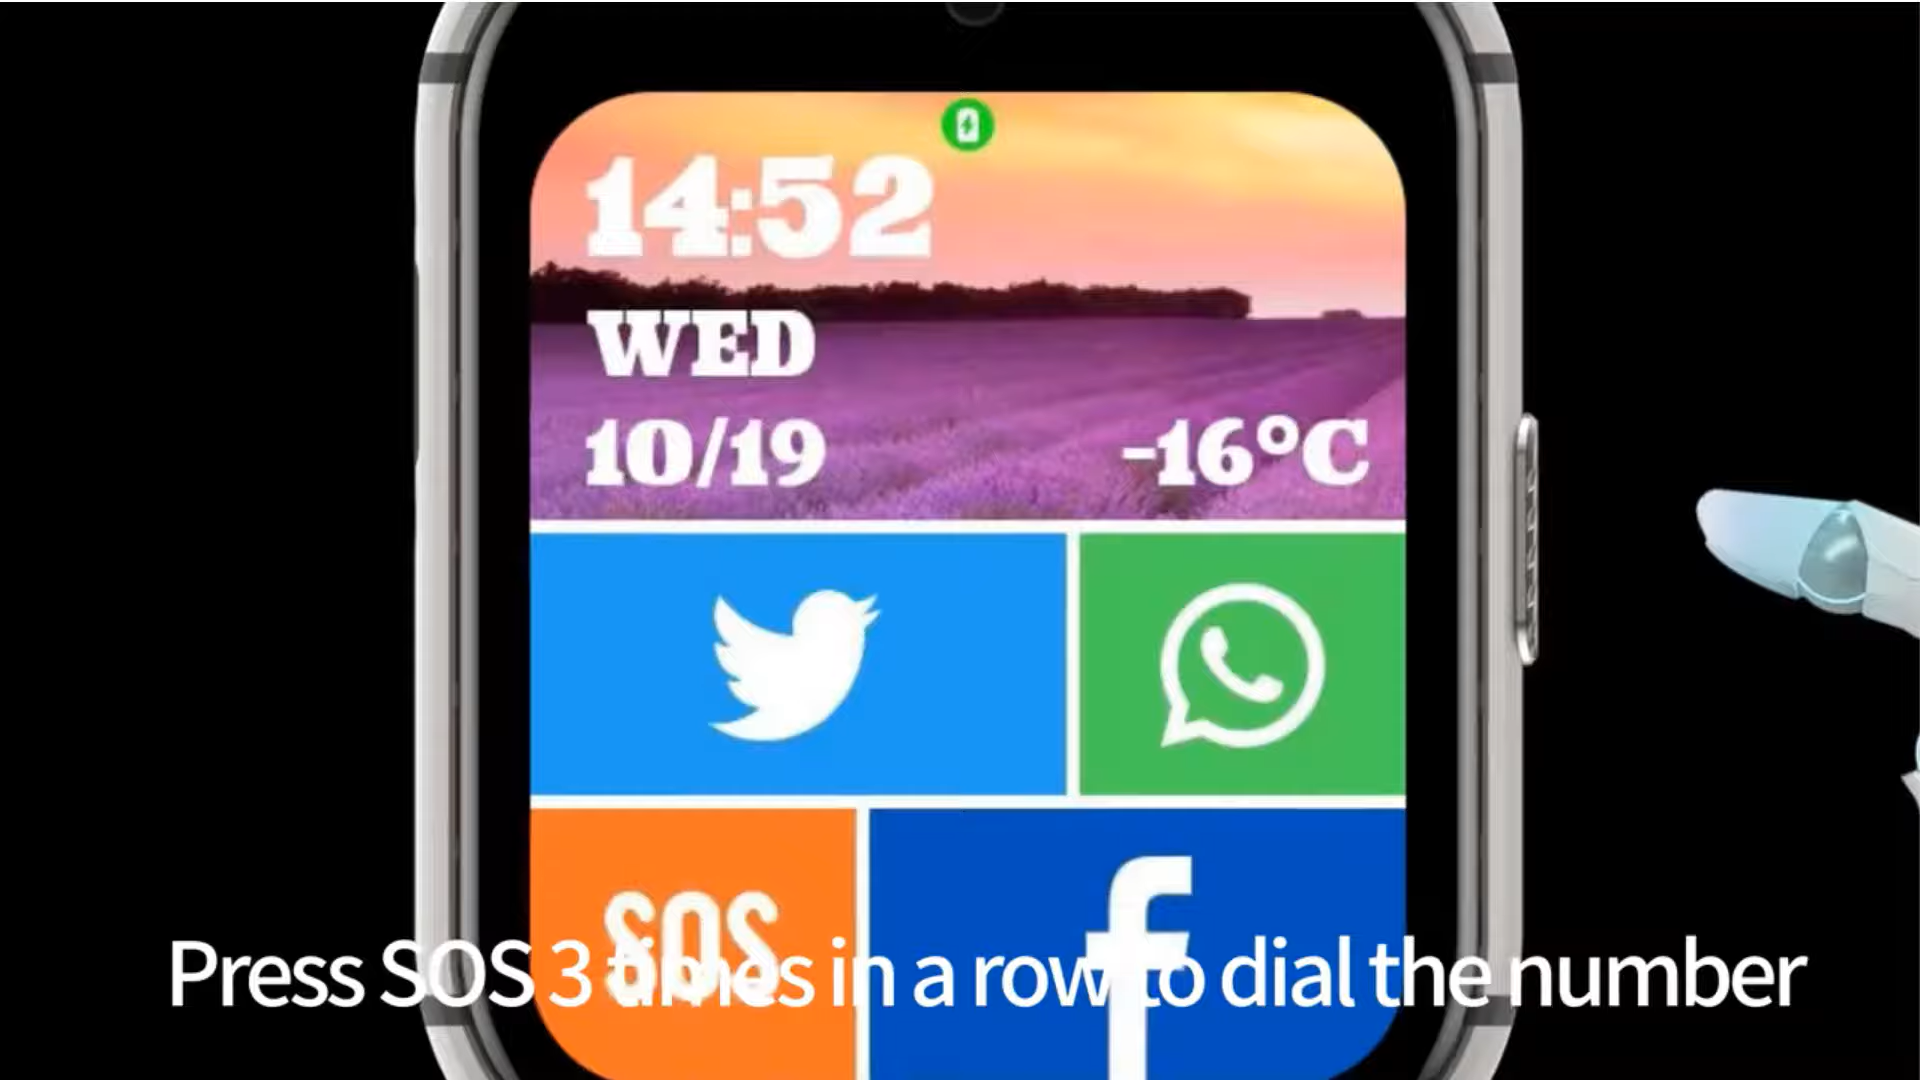 14:52
WED
10/19 -16°C
SOS
Press SOS 3 times in a row to dial the number